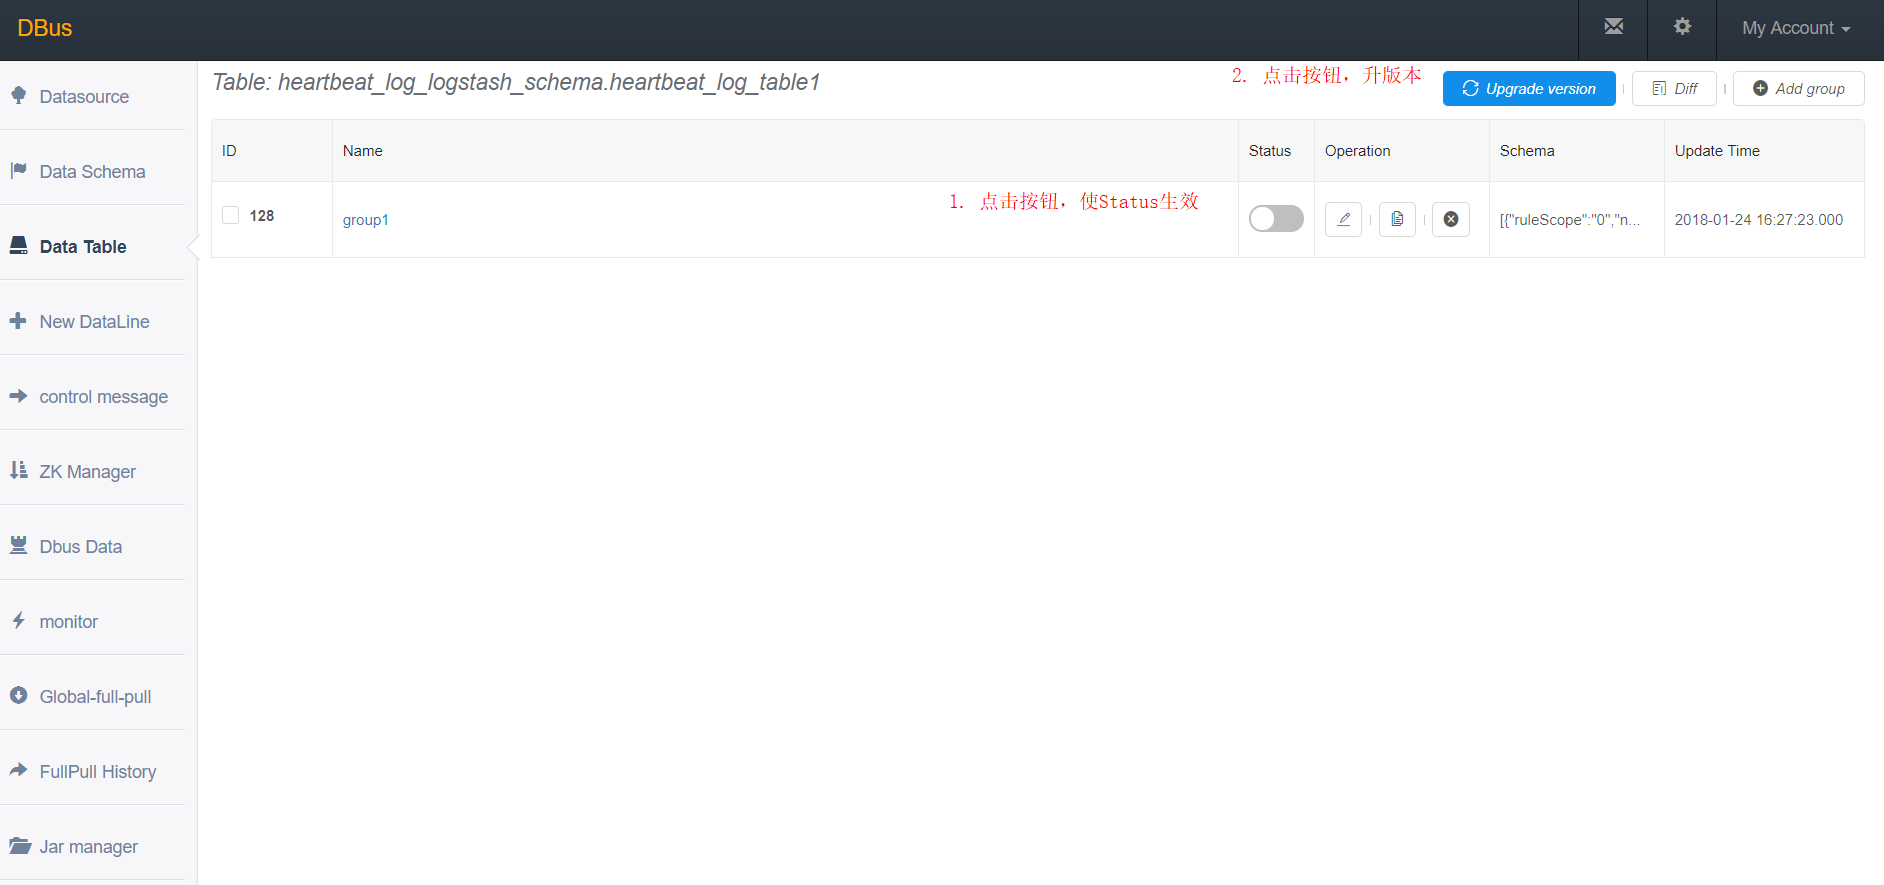 DBus
My Account
Datasource
Data Schema
Data Table
New DataLine
control message
ZK Manager
Dbus Data
monitor
Global-full-pull
FullPull History
Jar manager
Table: heartbeat_log_logstash_schema.heartbeat_log_table1
2. 点击按钮，升版本
Upgrade version
Diff
Add group
ID
Name
Status
Operation
Schema
Update Time
128
group1
1. 点击按钮，使Status生效
[{"ruleScope":"0","n...
2018-01-24 16:27:23.000